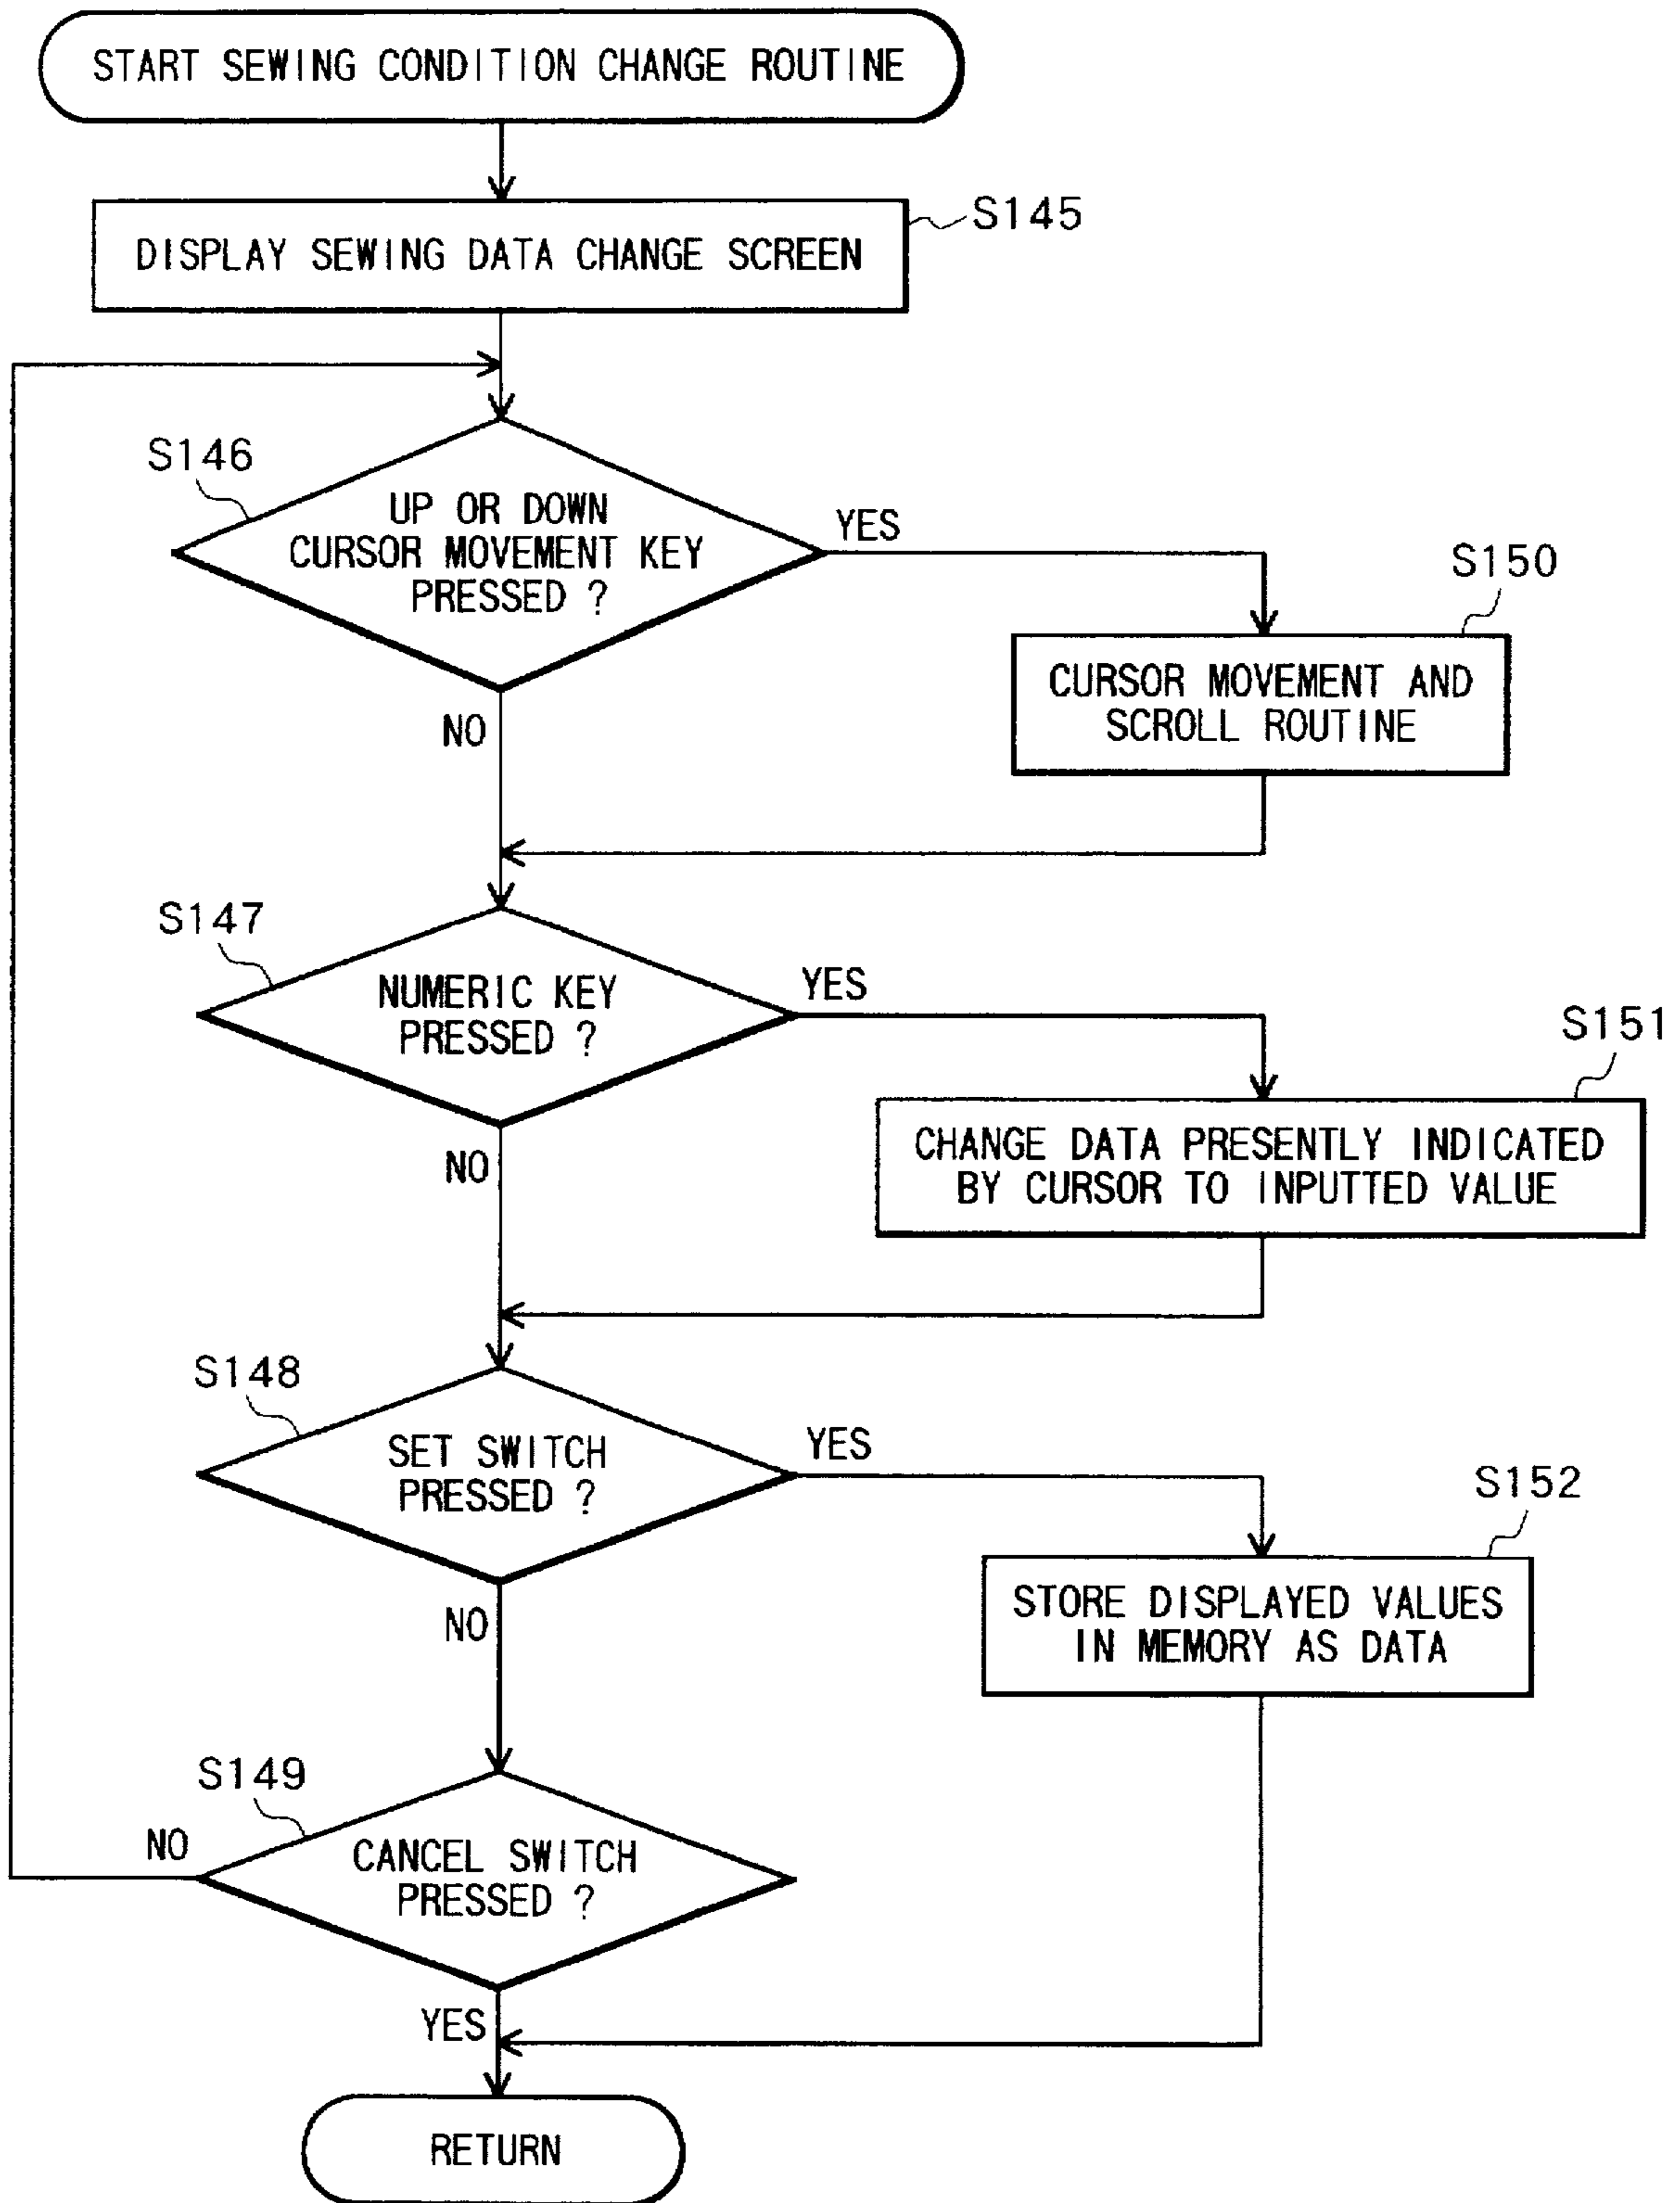 START SEWING CONDITION CHANGE ROUTINE
S145
DISPLAY SEWING DATA CHANGE SCREEN
S146
UP OR DOWN
CURSOR MOVEMENT KEY
PRESSED ?
YES
S150
CURSOR MOVEMENT AND
SCROLL ROUTINE
NO
S147
NUMERIC KEY
PRESSED ?
YES
S151
CHANGE DATA PRESENTLY INDICATED
BY CURSOR TO INPUTTED VALUE
NO
S148
SET SWITCH
PRESSED ?
YES
S152
STORE DISPLAYED VALUES
IN MEMORY AS DATA
NO
S149
NO
CANCEL SWITCH
PRESSED ?
YES
RETURN